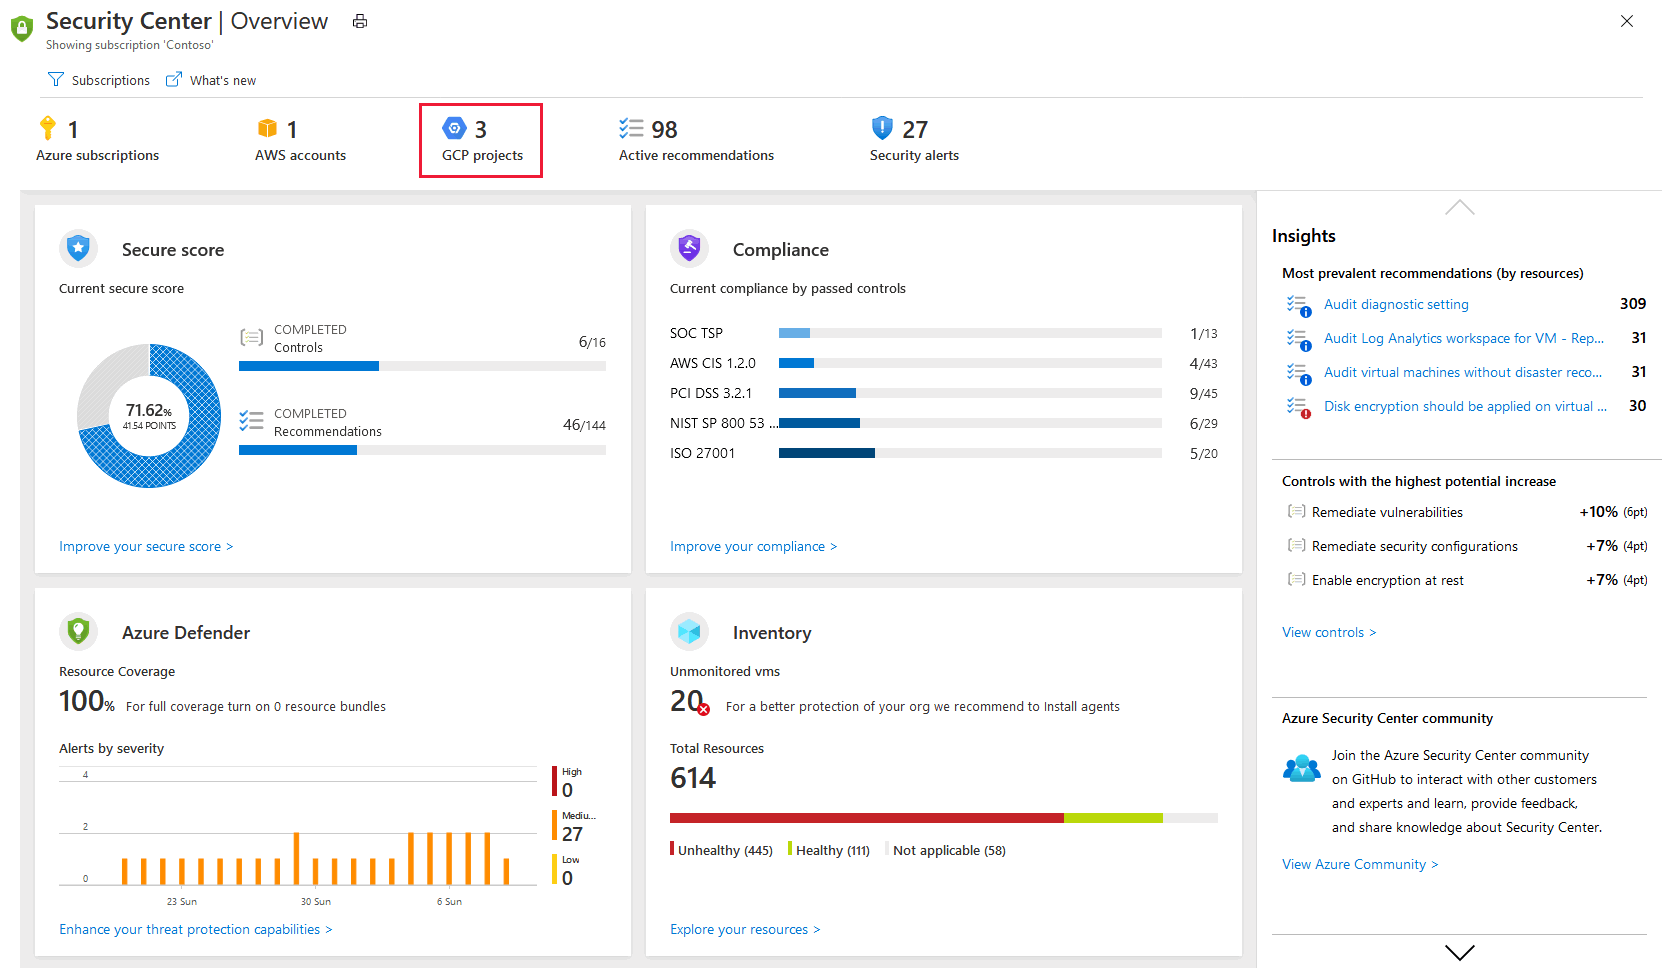 Security Center | Overview
Showing subscription 'Contoso'
Subscriptions
What's new
1
Azure subscriptions
1
AWS accounts
3
GCP projects
98
Active recommendations
27
Security alerts
Secure score
Current secure score
71.62%
41.54 POINTS
COMPLETED
Controls
6/16
COMPLETED
Recommendations
46/144
Improve your secure score >
Compliance
Current compliance by passed controls
SOC TSP 1/13
AWS CIS 1.2.0 4/43
PCI DSS 3.2.1 9/45
NIST SP 800 53 ... 6/29
ISO 27001 5/20
Improve your compliance >
Azure Defender
Resource Coverage
100% For full coverage turn on 0 resource bundles
Alerts by severity
4
2
0
23 Sun
30 Sun
6 Sun
High
0
Mediu...
27
Low
0
Enhance your threat protection capabilities >
Inventory
Unmonitored vms
20 For a better protection of your org we recommend to Install agents
Total Resources
614
Unhealthy (445)
Healthy (111)
Not applicable (58)
Explore your resources >
Insights
Most prevalent recommendations (by resources)
Audit diagnostic setting 309
Audit Log Analytics workspace for VM - Rep... 31
Audit virtual machines without disaster reco... 31
Disk encryption should be applied on virtual ... 30
Controls with the highest potential increase
Remediate vulnerabilities +10% (6pt)
Remediate security configurations +7% (4pt)
Enable encryption at rest +7% (4pt)
View controls >
Azure Security Center community
Join the Azure Security Center community
on GitHub to interact with other customers
and experts and learn, provide feedback,
and share knowledge about Security Center.
View Azure Community >